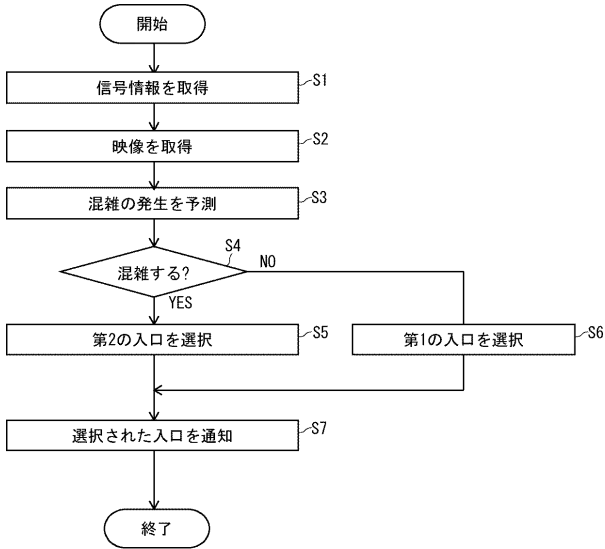 開始
信号情報を取得
S1
映像を取得
S2
混雑の発生を予測
S3
混雑する?
S4
NO
YES
第2の入口を選択
S5
第1の入口を選択
S6
選択された入口を通知
S7
終了